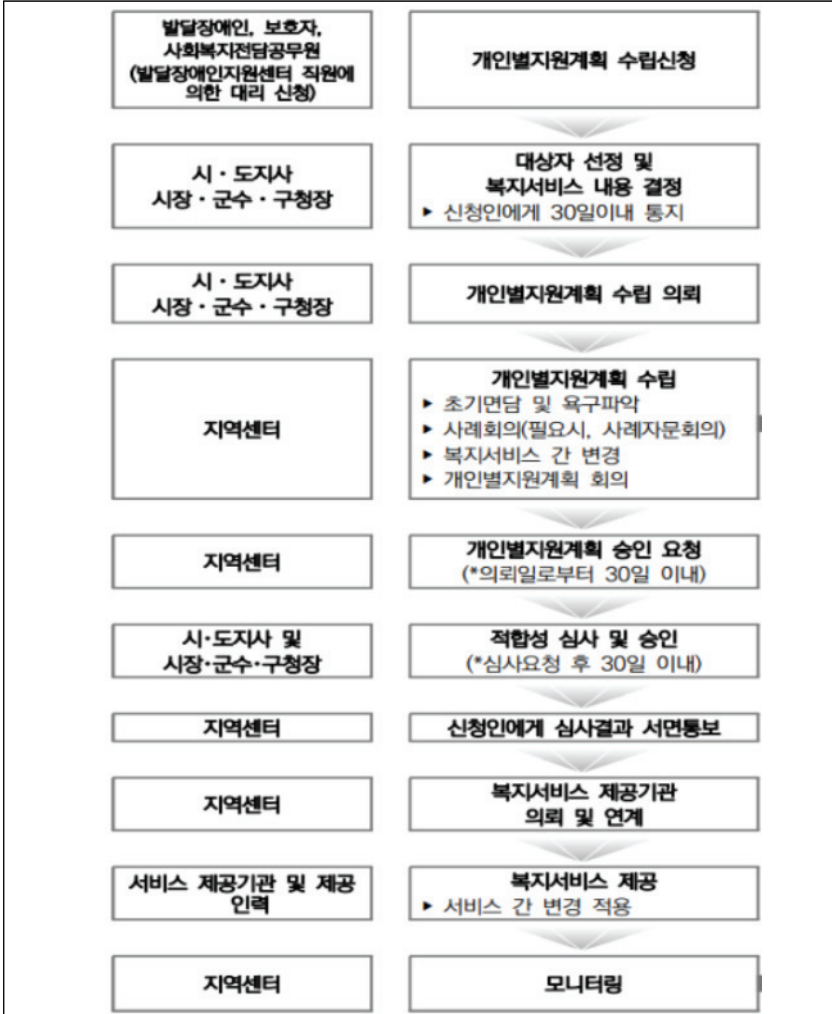 발달장애인, 보호자,
사회복지전담공무원
(발달장애인지원센터 직원에
의한 대리 신청)
개인별지원계획 수립신청
시・도지사
시장・군수・구청장
대상자 선정 및
복지서비스 내용 결정
▶ 신청인에게 30일이내 통지
시・도지사
시장・군수・구청장
개인별지원계획 수립 의뢰
지역센터
개인별지원계획 수립
▶ 초기면담 및 욕구파악
▶ 사례회의(필요시, 사례자문회의)
▶ 복지서비스 간 변경
▶ 개인별지원계획 회의
지역센터
개인별지원계획 승인 요청
(*의뢰일로부터 30일 이내)
시·도지사 및
시장·군수·구청장
적합성 심사 및 승인
(*심사요청 후 30일 이내)
지역센터
신청인에게 심사결과 서면통보
지역센터
복지서비스 제공기관
의뢰 및 연계
서비스 제공기관 및 제공
인력
복지서비스 제공
▶ 서비스 간 변경 적용
지역센터
모니터링